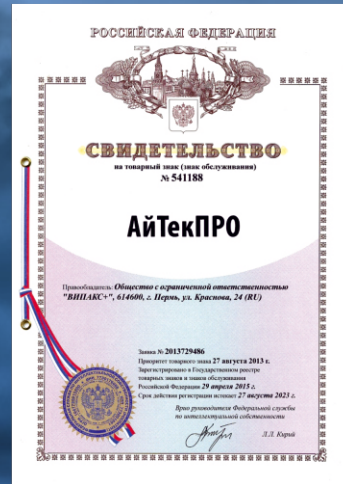 РОССИЙСКАЯ ФЕДЕРАЦИЯ
СВИДЕТЕЛЬСТВО
на товарный знак (знак обслуживания)
№ 541188
АйТекПРО
Правообладатель: Общество с ограниченной ответственностью
"ВИПАКС+", 614600, г. Пермь, ул. Краснова, 24 (RU)
Заявка № 2013729486
Приоритет товарного знака 27 августа 2013 г.
Зарегистрировано в Государственном реестре
товарных знаков и знаков обслуживания
Российской Федерации 29 апреля 2015 г.
Срок действия регистрации истекает 27 августа 2023 г.
Врио руководителя Федеральной службы
по интеллектуальной собственности
Л.Л. Кирий